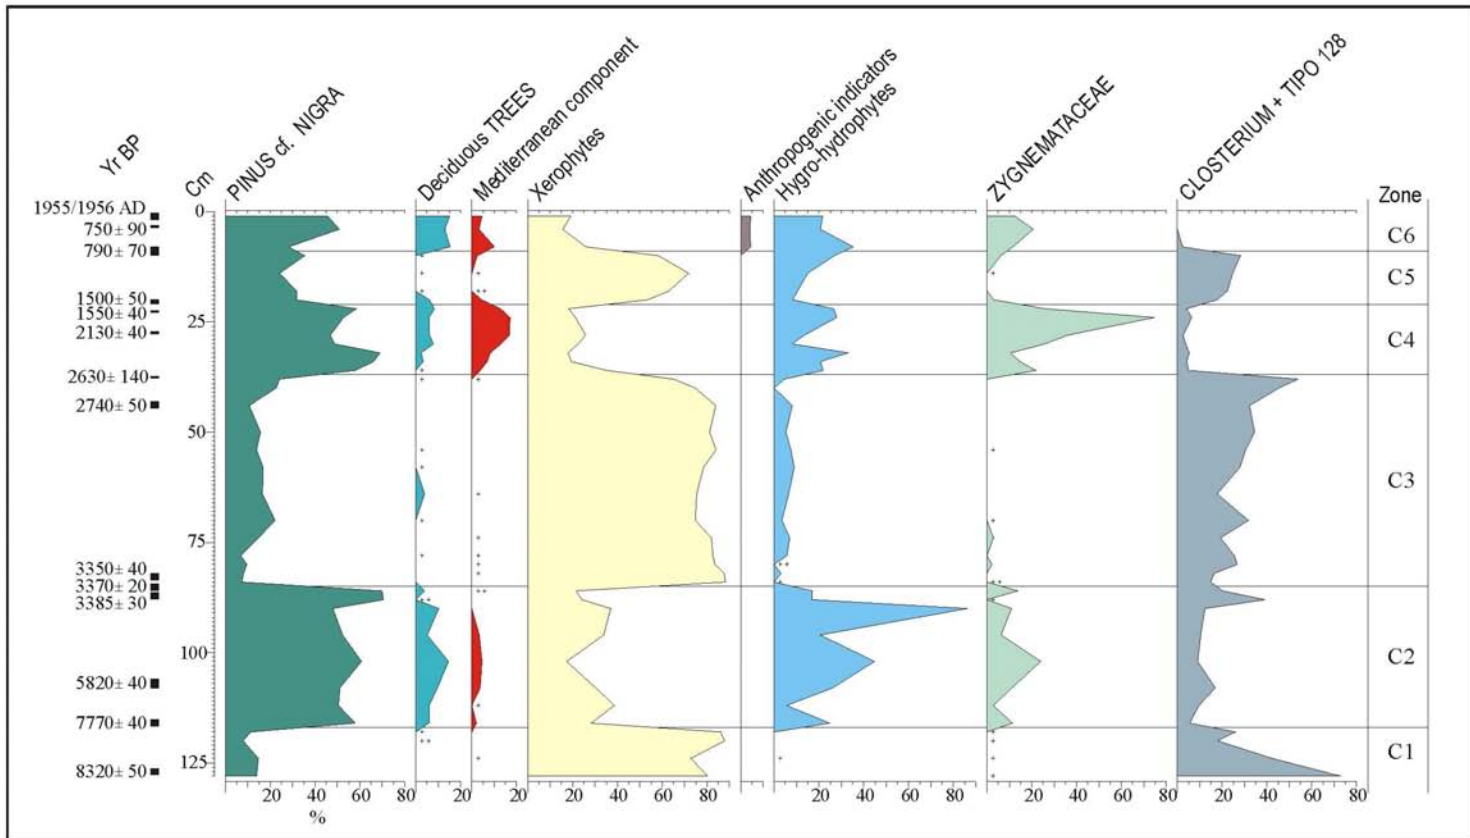 Yr BP
Cm
PINUS cf. NIGRA
Deciduous TREES
Mediterranean component
Xerophytes
Anthropogenic indicators
Hygro-hydrophytes
ZYGNEMATACEAE
CLOSTERIUM + TIPO 128
Zone
1955/1956 AD
750± 90
790± 70
1500± 50
1550± 40
2130± 40
2630± 140
2740± 50
3350± 40
3370± 20
3385± 30
5820± 40
7770± 40
8320± 50
0
25
50
75
100
125
C6
C5
C4
C3
C2
C1
20 40 60 80
%
20
20
20 40 60 80
20 40 60 80
20 40 60 80
20 40 60 80